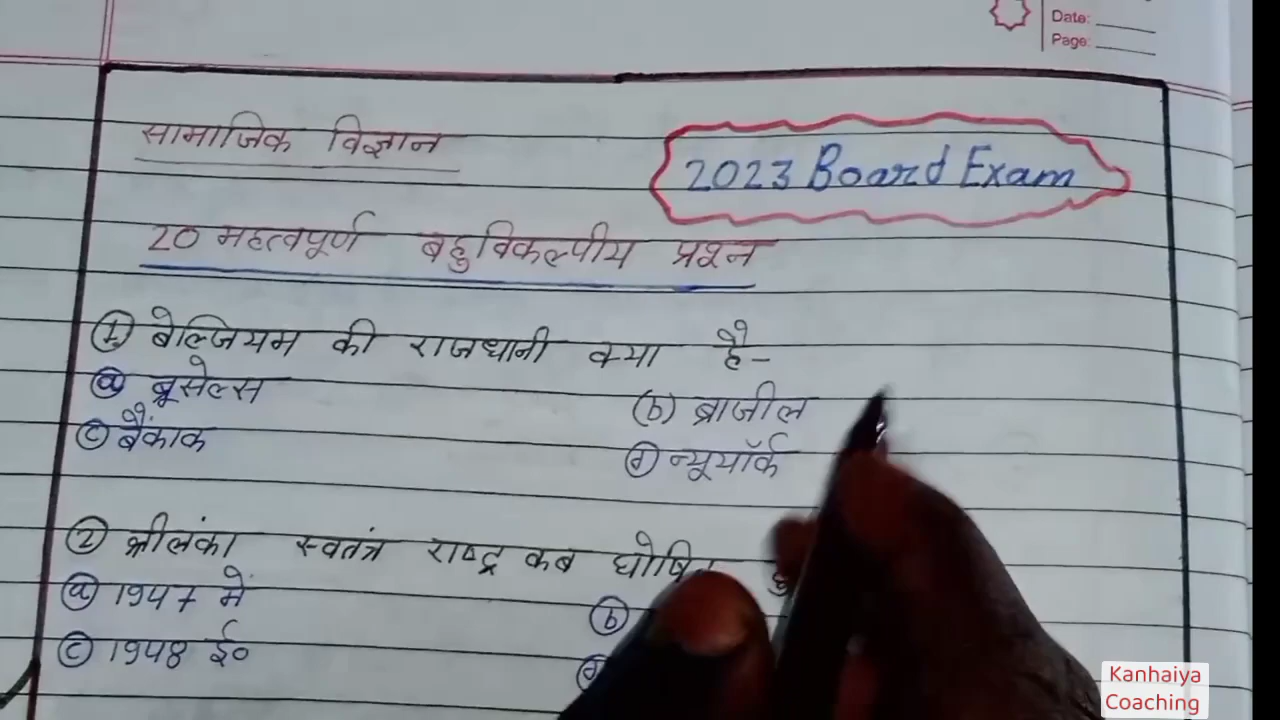 Date:
Page:
सामाजिक विज्ञान
2023 Board Exam
20 महत्वपूर्ण बहुविकल्पीय प्रश्न
① बेल्जियम की राजधानी क्या है-
ⓐ ब्रूसेल्स (b) ब्राजील
ⓒ बैंकाक ⓓ न्यूयॉर्क
② श्रीलंका स्वतंत्र राष्ट्र कब घोषित
ⓐ 1947 में ⓑ
ⓒ 1948 ई० ⓓ
Kanhaiya
Coaching